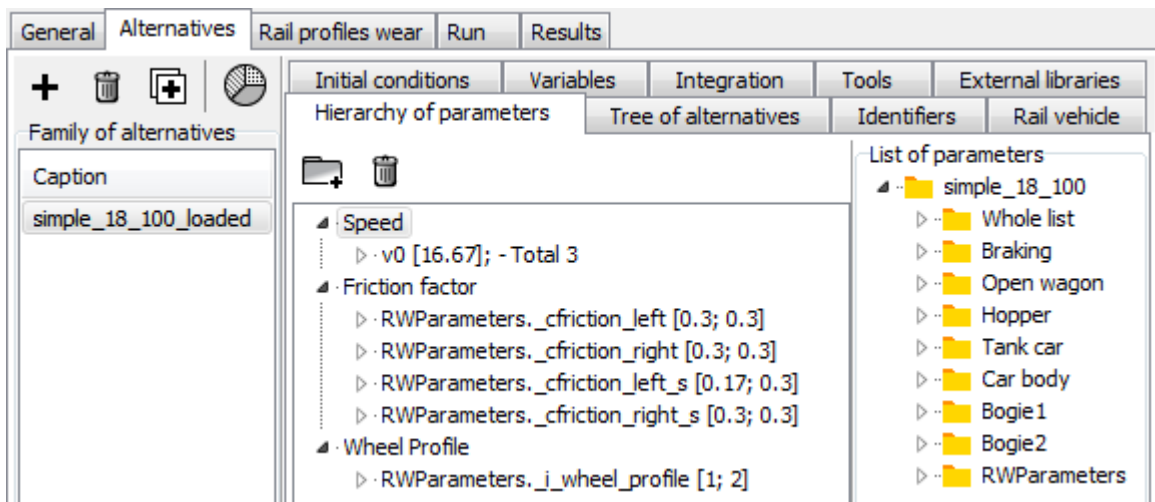 General Alternatives Rail profiles wear Run Results
Initial conditions Variables Integration Tools External libraries
Hierarchy of parameters Tree of alternatives Identifiers Rail vehicle
Family of alternatives
Caption
simple_18_100_loaded
Speed
v0 [16.67]; - Total 3
Friction factor
RWParameters._cfriction_left [0.3; 0.3]
RWParameters._cfriction_right [0.3; 0.3]
RWParameters._cfriction_left_s [0.17; 0.3]
RWParameters._cfriction_right_s [0.3; 0.3]
Wheel Profile
RWParameters._i_wheel_profile [1; 2]
List of parameters
simple_18_100
Whole list
Braking
Open wagon
Hopper
Tank car
Car body
Bogie1
Bogie2
RWParameters